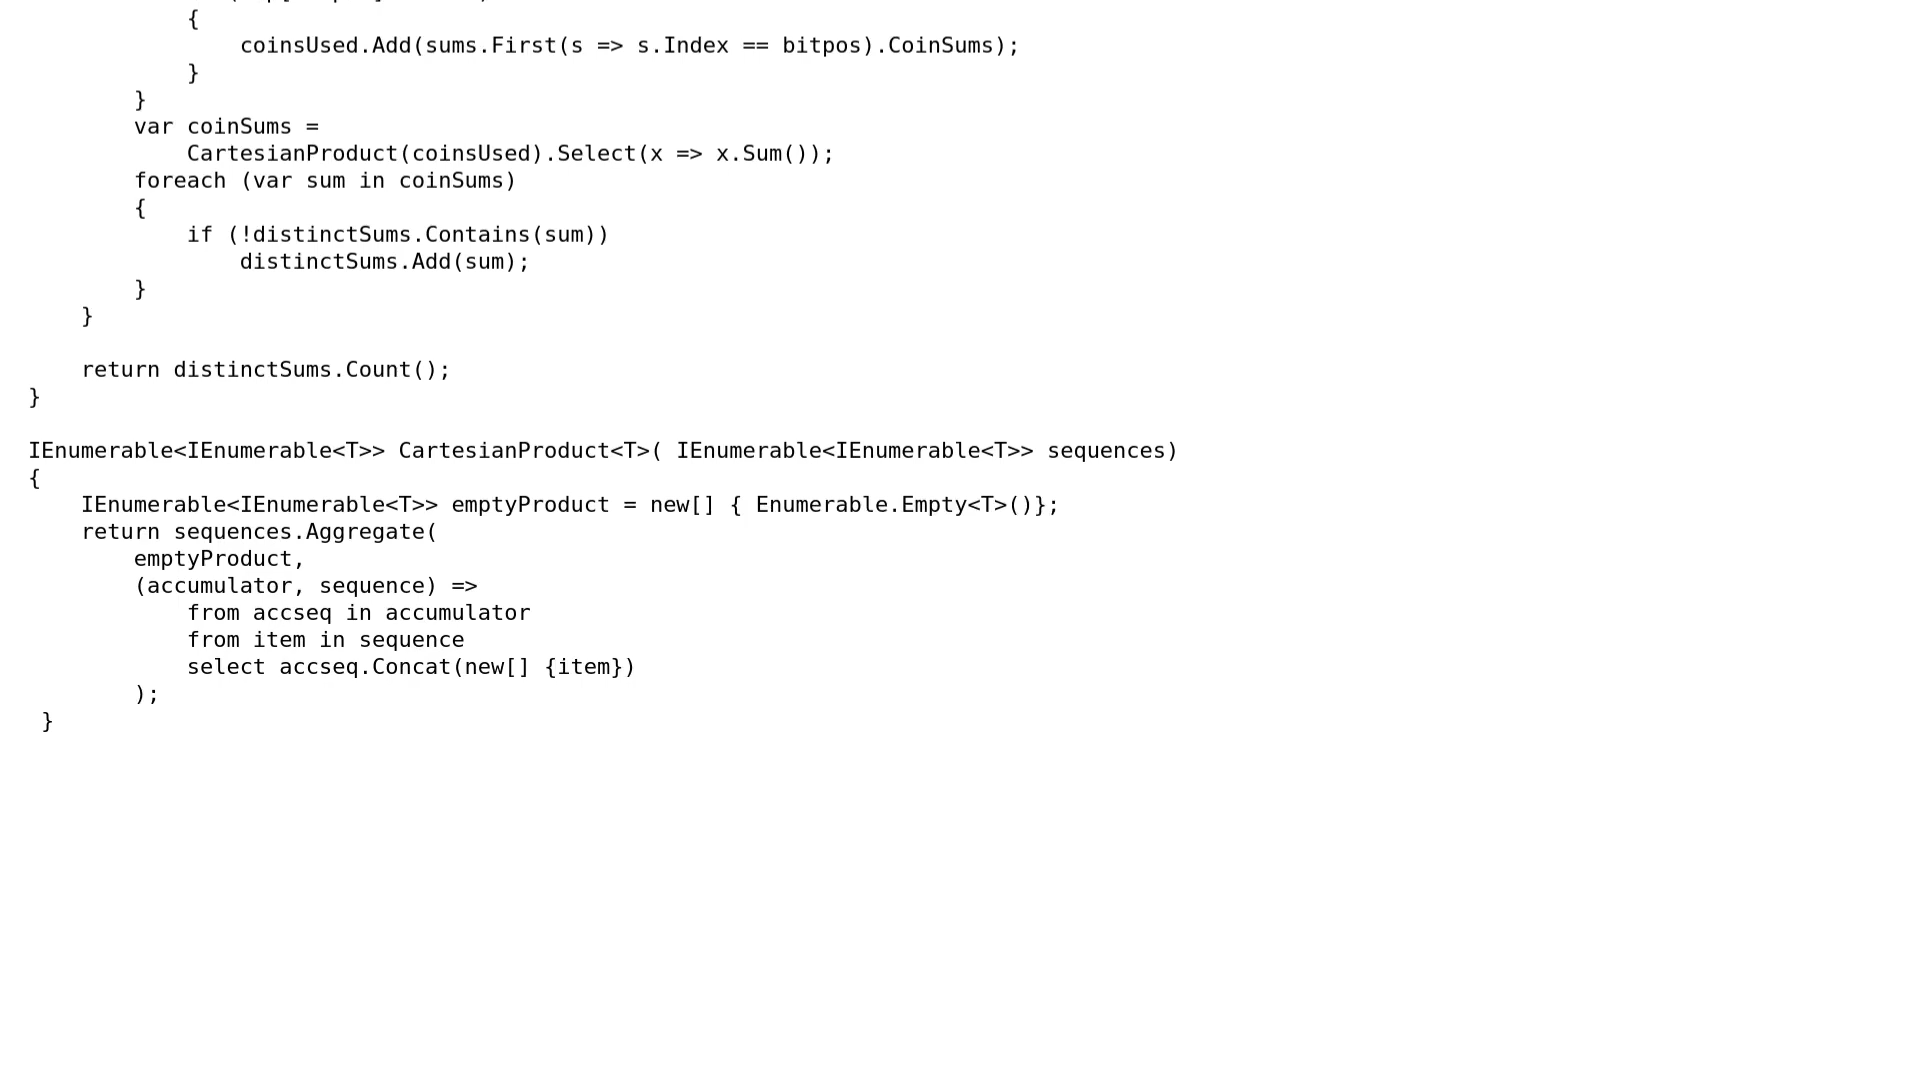 {
coinsUsed.Add(sums.First(s => s.Index == bitpos).CoinSums);
}
}
var coinSums =
CartesianProduct(coinsUsed).Select(x => x.Sum());
foreach (var sum in coinSums)
{
if (!distinctSums.Contains(sum))
distinctSums.Add(sum);
}
}
return distinctSums.Count();
}
IEnumerable<IEnumerable<T>> CartesianProduct<T>( IEnumerable<IEnumerable<T>> sequences)
{
IEnumerable<IEnumerable<T>> emptyProduct = new[] { Enumerable.Empty<T>()};
return sequences.Aggregate(
emptyProduct,
(accumulator, sequence) =>
from accseq in accumulator
from item in sequence
select accseq.Concat(new[] {item})
);
}